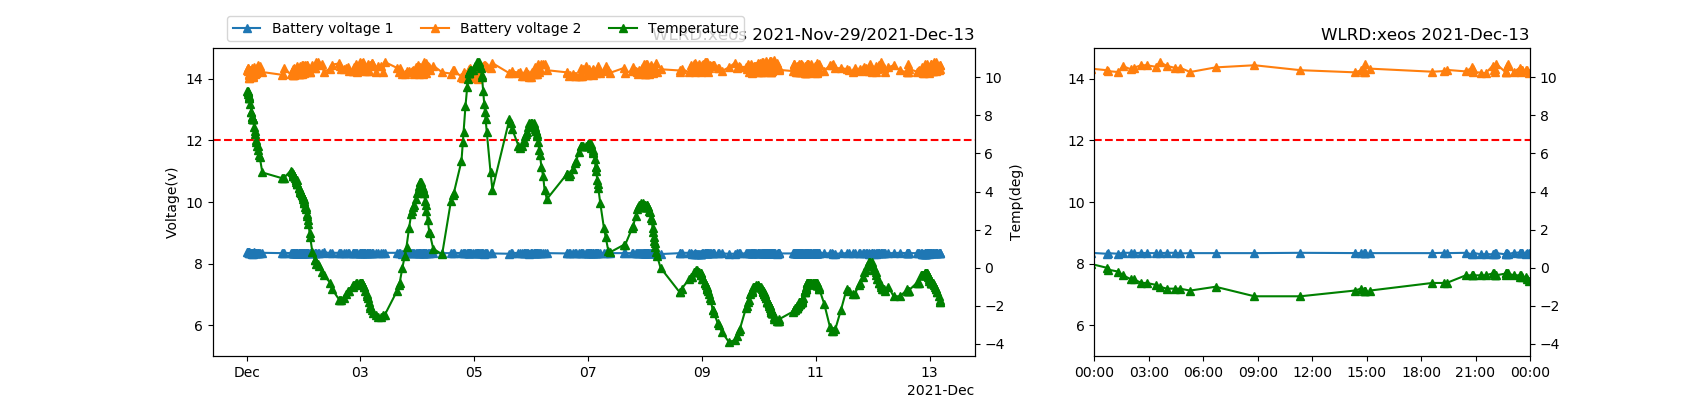 Battery voltage 1 Battery voltage 2 Temperature
WLRD:xeos 2021-Nov-29/2021-Dec-13
WLRD:xeos 2021-Dec-13
14 12 10 8 6
Voltage(v)
10 8 6 4 2 0 −2 −4
Temp(deg)
Dec 03 05 07 09 11 13
2021-Dec
14 12 10 8 6
10 8 6 4 2 0 −2 −4
00:00 03:00 06:00 09:00 12:00 15:00 18:00 21:00 00:00